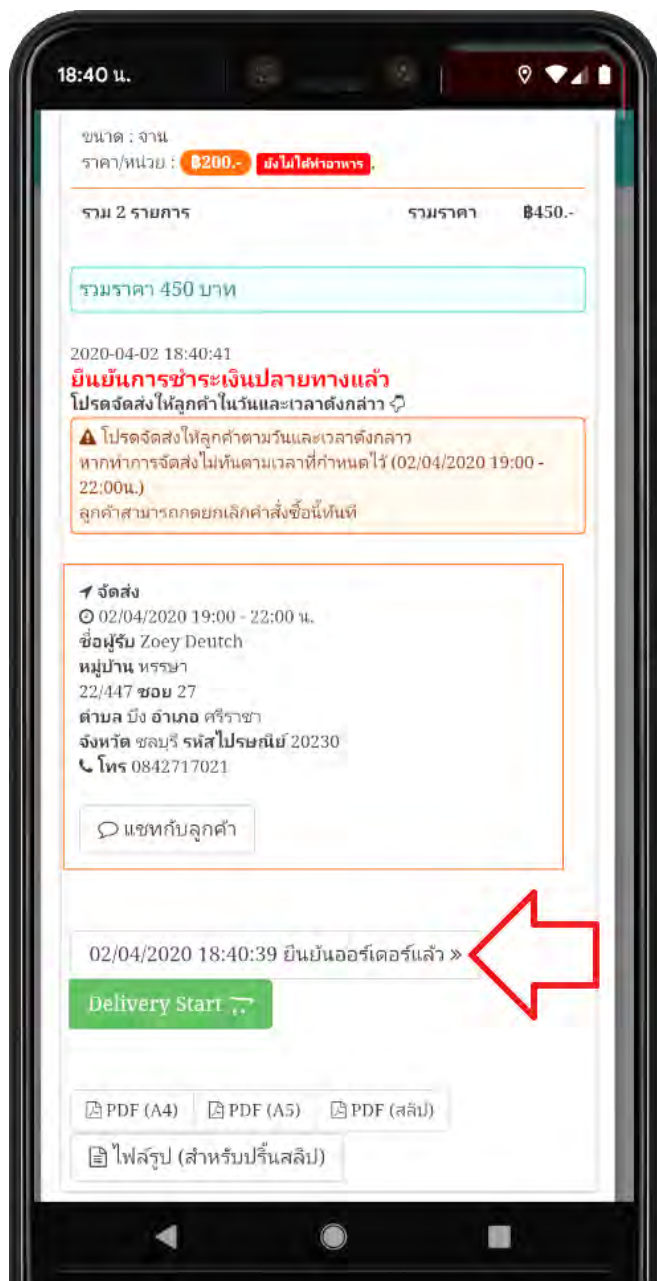 18:40 น.
ขนาด : จาน
ราคา/หน่วย : ฿200.- ยังไม่ได้ทำอาหาร .
รวม 2 รายการ รวมราคา ฿450.-
รวมราคา 450 บาท
2020-04-02 18:40:41
ยืนยันการชำระเงินปลายทางแล้ว
โปรดจัดส่งให้ลูกค้าในวันและเวลาดังกล่าว
โปรดจัดส่งให้ลูกค้าตามวันและเวลาดังกล่าว
หากทำการจัดส่งไม่ทันตามเวลาที่กำหนดไว้ (02/04/2020 19:00 -
22:00น.)
ลูกค้าสามารถกดยกเลิกคำสั่งซื้อนี้ทันที
จัดส่ง
02/04/2020 19:00 - 22:00 น.
ชื่อผู้รับ Zoey Deutch
หมู่บ้าน หรรษา
22/447 ซอย 27
ตำบล บึง อำเภอ ศรีราชา
จังหวัด ชลบุรี รหัสไปรษณีย์ 20230
โทร 0842717021
แชทกับลูกค้า
02/04/2020 18:40:39 ยืนยันออร์เดอร์แล้ว »
Delivery Start
PDF (A4) PDF (A5) PDF (สลิป)
ไฟล์รูป (สำหรับปริ้นสลิป)